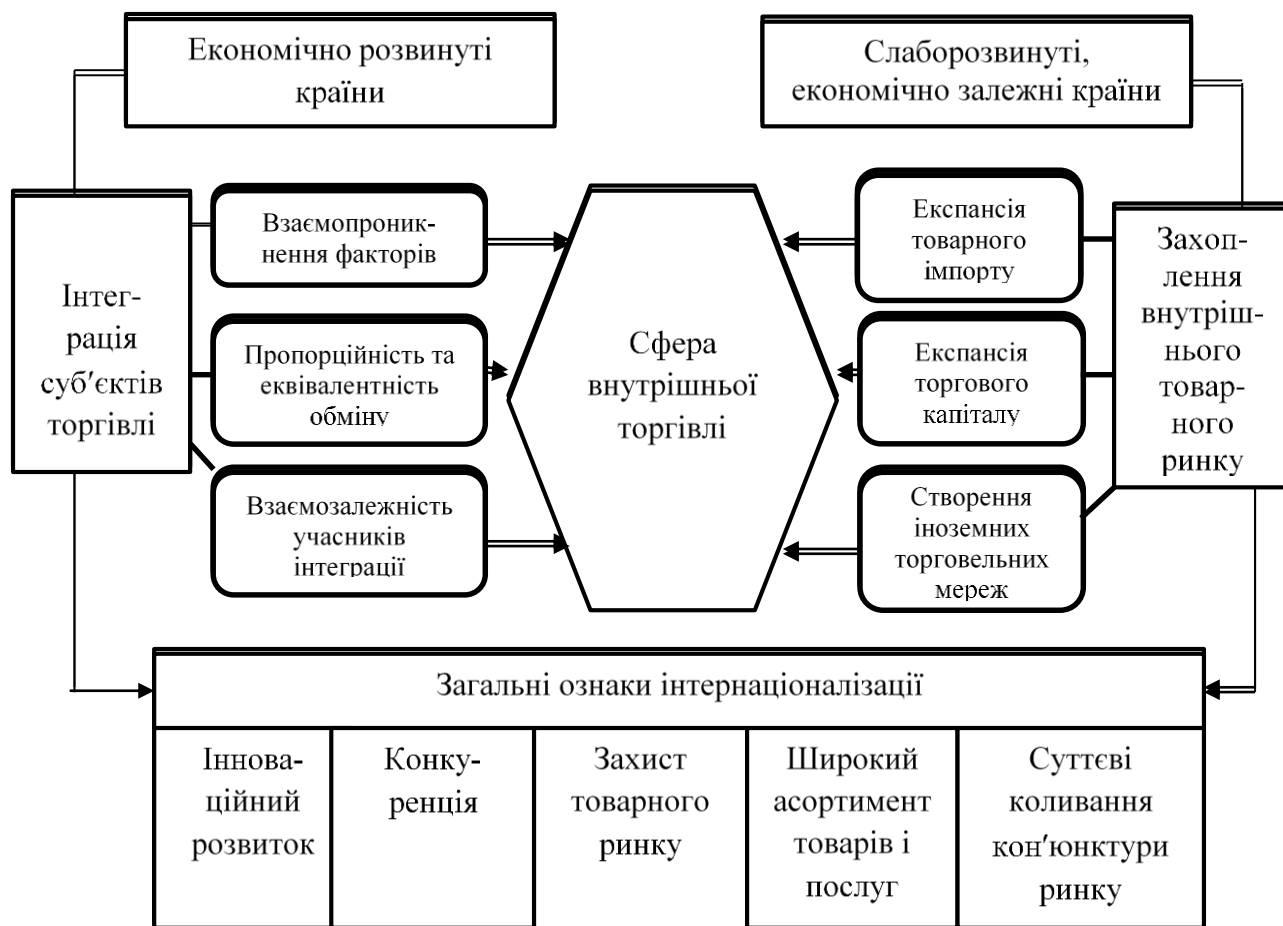 Економічно розвинуті
країни
Слаборозвинуті,
економічно залежні країни
Інтег-
рація
суб'єктів
торгівлі
Взаємопроник-
нення факторів
Пропорційність та
еквівалентність
обміну
Взаємозалежність
учасників
інтеграції
Сфера
внутрішньої
торгівлі
Експансія
товарного
імпорту
Експансія
торгового
капіталу
Створення
іноземних
торговельних
мереж
Захоп-
лення
внутріш-
нього
товар-
ного
ринку
Загальні ознаки інтернаціоналізації
Іннова-
ційний
розвиток
Конку-
ренція
Захист
товарного
ринку
Широкий
асортимент
товарів і
послуг
Суттєві
коливання
кон'юнктури
ринку